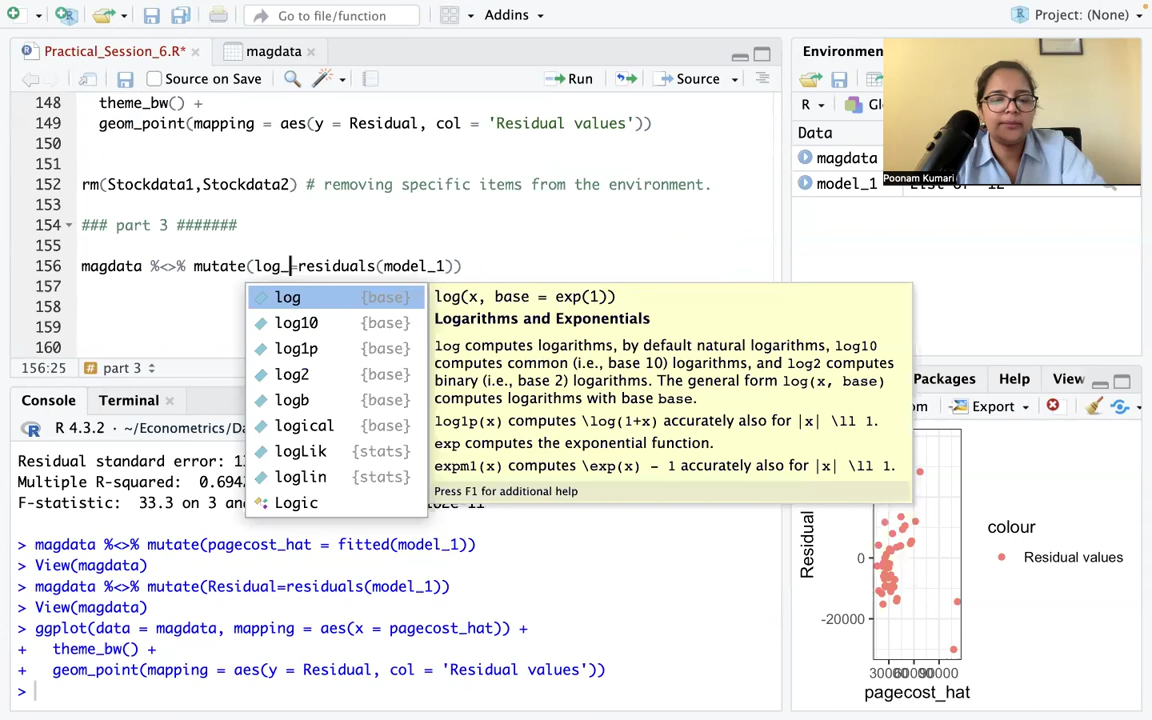 Go to file/function
Addins
Project: (None)
Practical_Session_6.R*
magdata
Source on Save
Run
Source
148 theme_bw() +
149 geom_point(mapping = aes(y = Residual, col = 'Residual values'))
150
151
152 rm(Stockdata1,Stockdata2) # removing specific items from the environment.
153
154 ### part 3 #######
155
156 magdata %<>% mutate(log_=residuals(model_1))
157
158
159
160
156:25
part 3
log {base}
log10 {base}
log1p {base}
log2 {base}
logb {base}
logical {base}
logLik {stats}
loglin {stats}
Logic
log(x, base = exp(1))
Logarithms and Exponentials
log computes logarithms, by default natural logarithms, log10
computes common (i.e., base 10) logarithms, and log2 computes
binary (i.e., base 2) logarithms. The general form log(x, base)
computes logarithms with base base.
log1p(x) computes \log(1+x) accurately also for |x| \ll 1.
exp computes the exponential function.
expm1(x) computes \exp(x) - 1 accurately also for |x| \ll 1.
Press F1 for additional help
Console
Terminal
R 4.3.2 · ~/Econometrics/Da
Residual standard error: 1
Multiple R-squared: 0.694
F-statistic: 33.3 on 3 an
> magdata %<>% mutate(pagecost_hat = fitted(model_1))
> View(magdata)
> magdata %<>% mutate(Residual=residuals(model_1))
> View(magdata)
> ggplot(data = magdata, mapping = aes(x = pagecost_hat)) +
+ theme_bw() +
+ geom_point(mapping = aes(y = Residual, col = 'Residual values'))
>
Environme
R
Gl
Data
magdata
model_1
Poonam Kumari
Packages
Help
View
om
Export
Residual
0
-20000
30000
90000
pagecost_hat
colour
Residual values